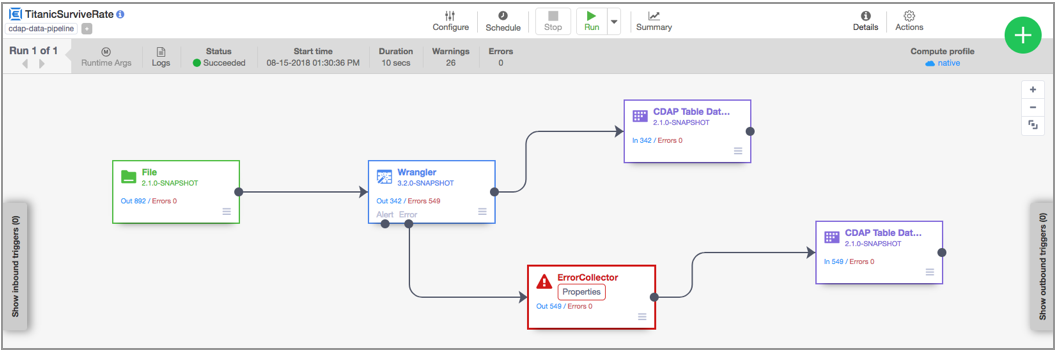 TitanicSurviveRate
cdap-data-pipeline
Configure
Schedule
Stop
Run
Summary
Details
Actions
Run 1 of 1
Runtime Args
Logs
Status
Succeeded
Start time
08-15-2018 01:30:36 PM
Duration
10 secs
Warnings
26
Errors
0
Compute profile
native
CDAP Table Dat...
2.1.0-SNAPSHOT
In 342 / Errors 0
File
2.1.0-SNAPSHOT
Out 892 / Errors 0
Wrangler
3.2.0-SNAPSHOT
Out 342 / Errors 549
Alert Error
CDAP Table Dat...
2.1.0-SNAPSHOT
In 549 / Errors 0
ErrorCollector
Properties
Out 549 / Errors 0
Show inbound triggers (0)
Show outbound triggers (0)